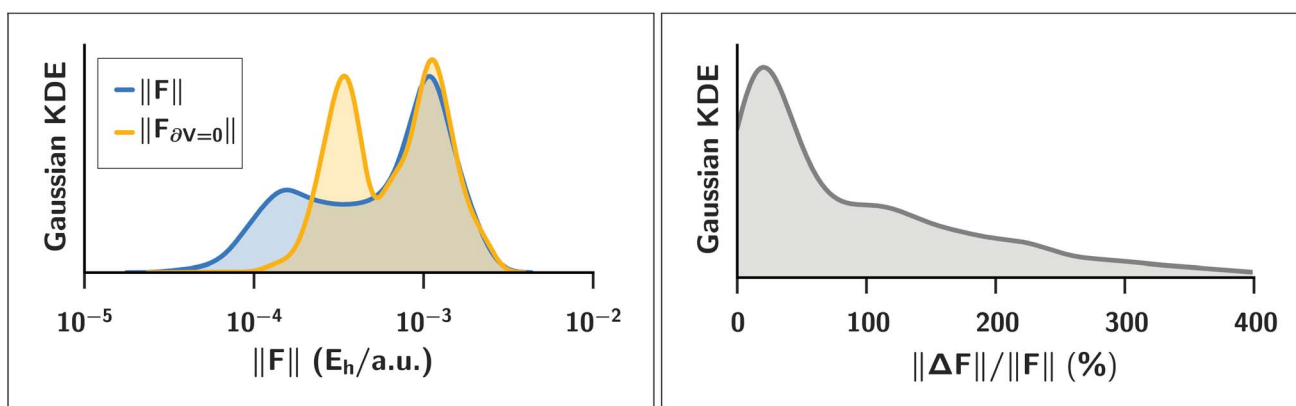 Gaussian KDE
‖F‖
‖F∂V=0‖
10⁻⁵ 10⁻⁴ 10⁻³ 10⁻²
‖F‖ (Eₕ/a.u.)
Gaussian KDE
0 100 200 300 400
‖ΔF‖/‖F‖ (%)